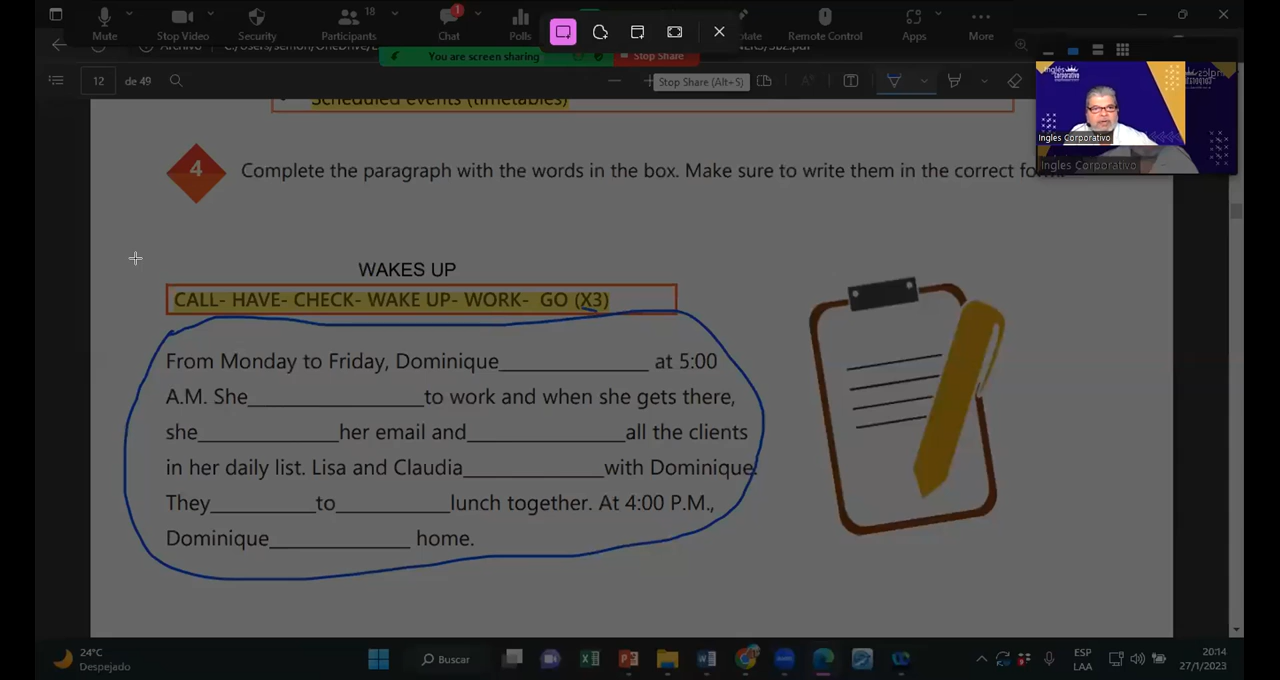 18
1
Mute
Stop Video
Security
Participants
Chat
Polls
Remote Control
Apps
More
You are screen sharing
Stop Share
12
de 49
Stop Share (Alt+S)
Ingles Corporativo
Ingles Corporativo
Scheduled events (timetables)
4
Complete the paragraph with the words in the box. Make sure to write them in the correct
WAKES UP
CALL- HAVE- CHECK- WAKE UP- WORK- GO (X3)
From Monday to Friday, Dominique______________ at 5:00
A.M. She________________to work and when she gets there,
she_____________her email and______________all the clients
in her daily list. Lisa and Claudia_____________with Dominique.
They__________to__________lunch together. At 4:00 P.M.,
Dominique_____________ home.
24°C
Despejado
Buscar
ESP
LAA
20:14
27/1/2023